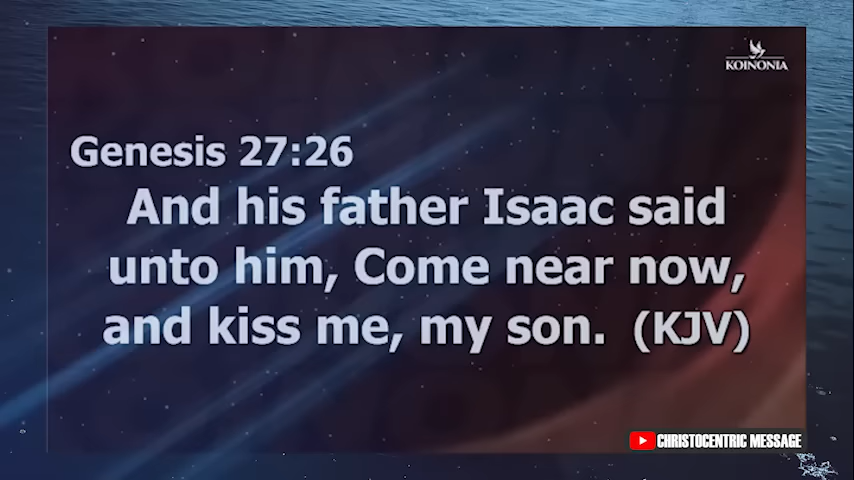 KOINONIA
Genesis 27:26
And his father Isaac said
unto him, Come near now,
and kiss me, my son. (KJV)
CHRISTOCENTRIC MESSAGE